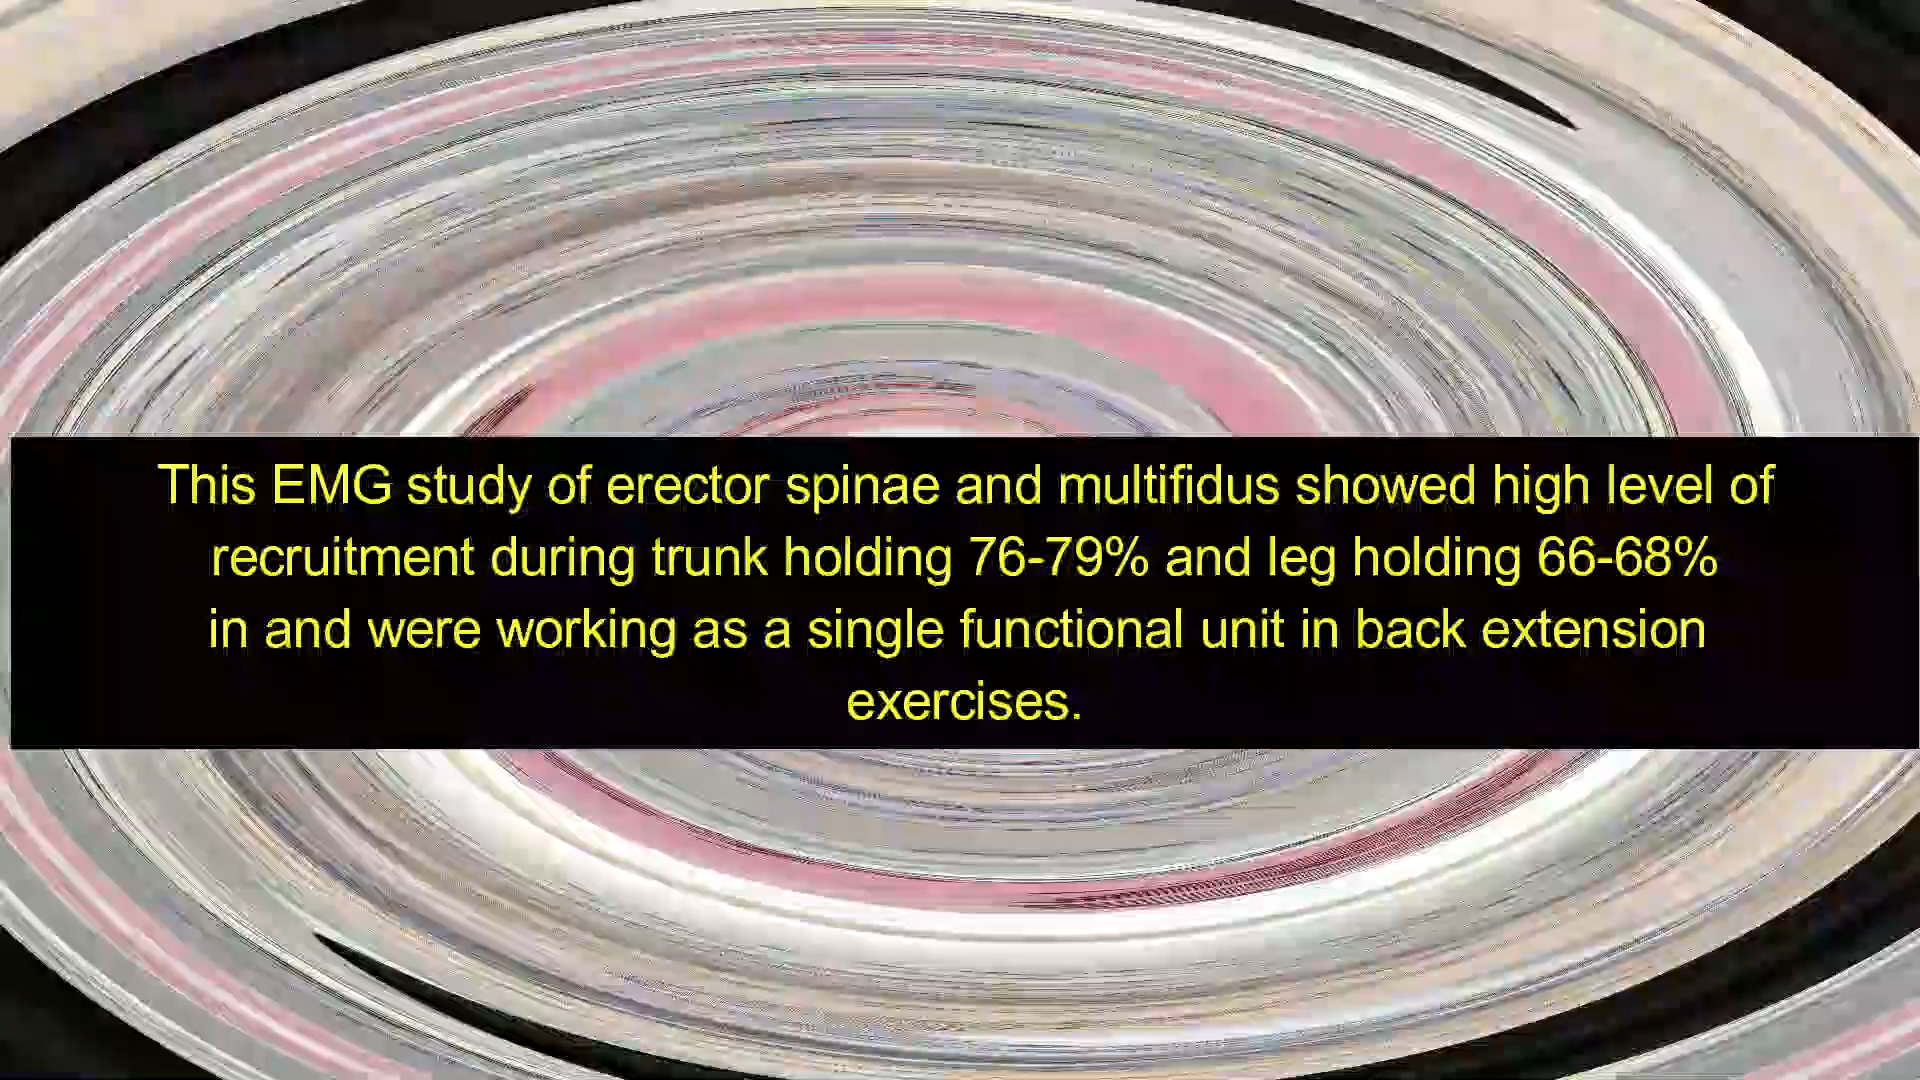 This EMG study of erector spinae and multifidus showed high level of
recruitment during trunk holding 76-79% and leg holding 66-68%
in and were working as a single functional unit in back extension
exercises.